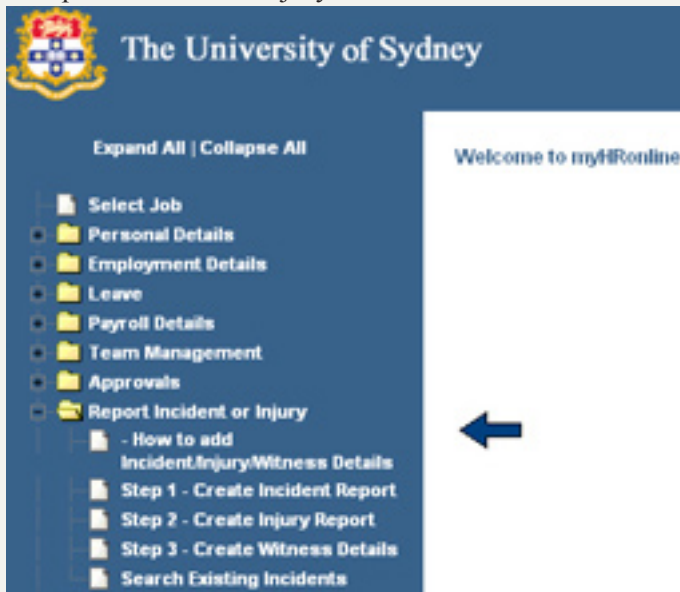 The University of Sydney
Expand All | Collapse All
Welcome to myHRonline
Select Job
Personal Details
Employment Details
Leave
Payroll Details
Team Management
Approvals
Report Incident or Injury
- How to add
Incident/Injury/Witness Details
Step 1 - Create Incident Report
Step 2 - Create Injury Report
Step 3 - Create Witness Details
Search Existing Incidents